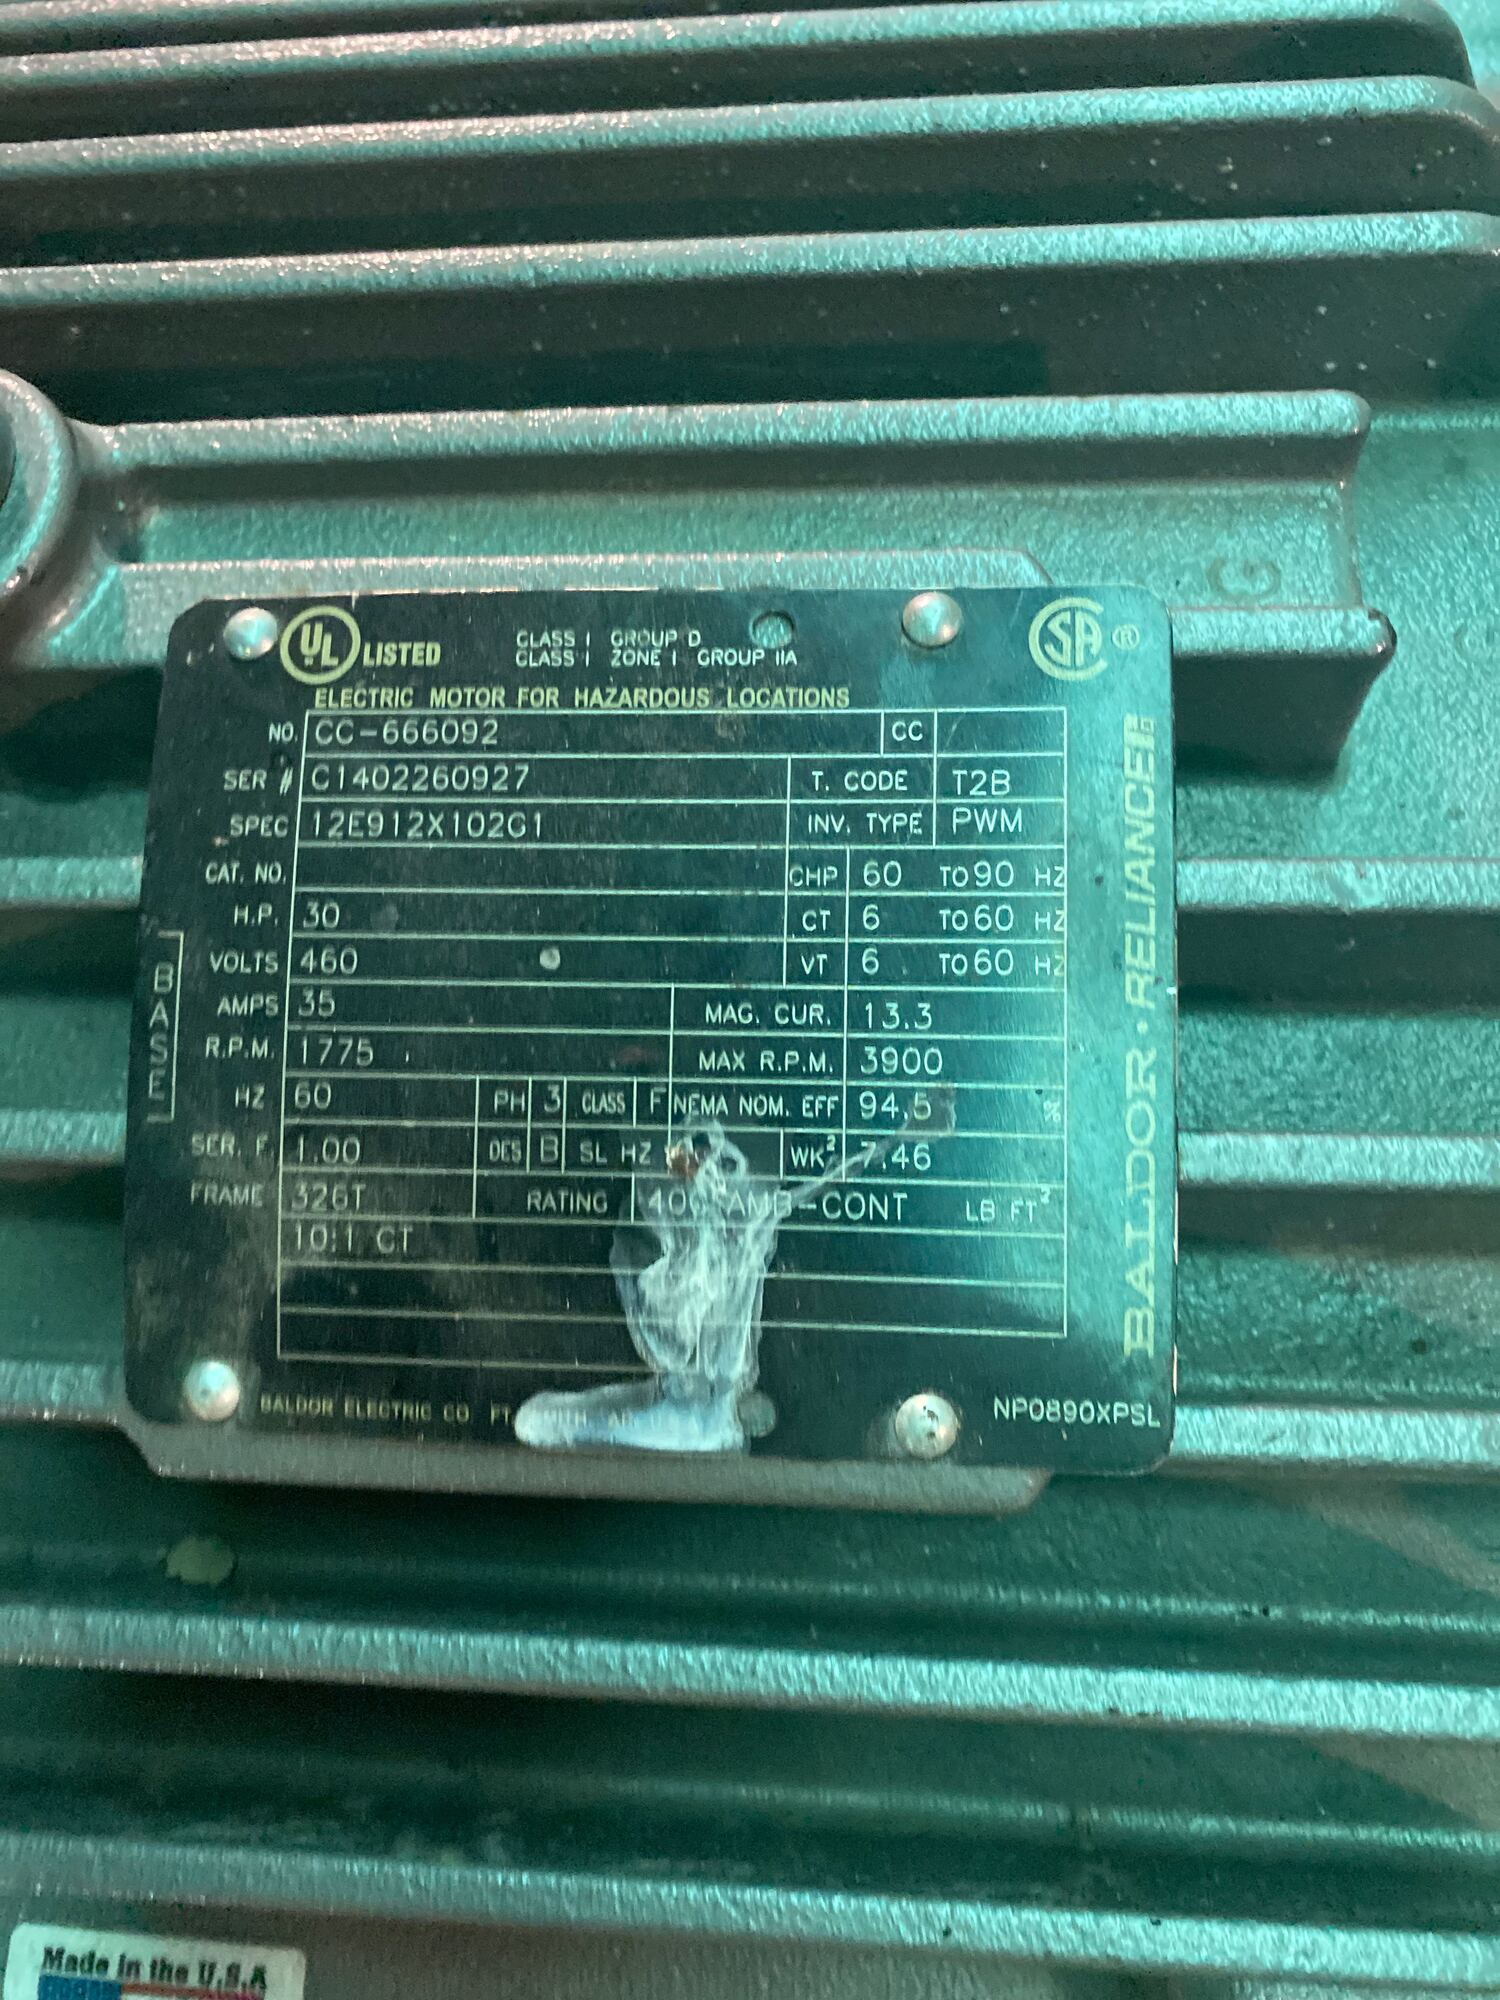 G
UL LISTED CLASS I GROUP D
CLASS I ZONE I GROUP IIA
SA ®
ELECTRIC MOTOR FOR HAZARDOUS LOCATIONS
NO. CC-666092 CC
SER # C1402260927 T. CODE T2B
SPEC 12E912X102G1 INV. TYPE PWM
CAT. NO. CHP 60 TO 90 HZ
H.P. 30 CT 6 TO 60 HZ
VOLTS 460 VT 6 TO 60 HZ
AMPS 35 MAG. CUR. 13.3
R.P.M. 1775 MAX R.P.M. 3900
HZ 60 PH 3 CLASS F NEMA NOM. EFF 94.5 %
SER. F. 1.00 DES B SL HZ WK² 7.46
FRAME 326T RATING AMB-CONT LB FT²
10:1 CT
BASE
BALDOR • RELIANCE
BALDOR ELECTRIC CO
NP0890XPSL
Made in the U.S.A